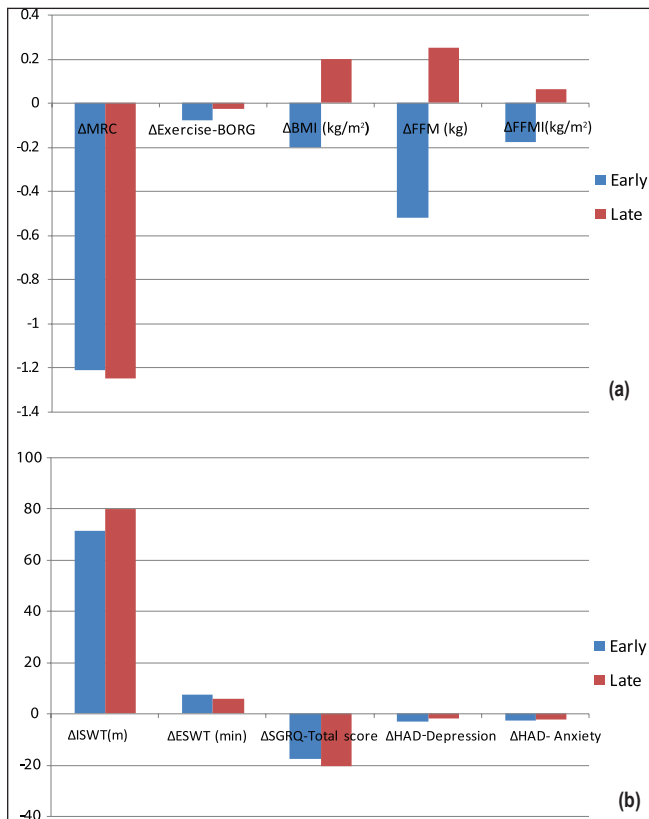 0.4
0.2
0
ΔMRC ΔExercise-BORG ΔBMI (kg/m²) ΔFFM (kg) ΔFFMI(kg/m²)
-0.2
-0.4
-0.6
-0.8
-1
-1.2
-1.4
Early
Late
(a)
100
80
60
40
20
0
ΔISWT(m) ΔESWT (min) ΔSGRQ-Total score ΔHAD-Depression ΔHAD- Anxiety
-20
-40
Early
Late
(b)